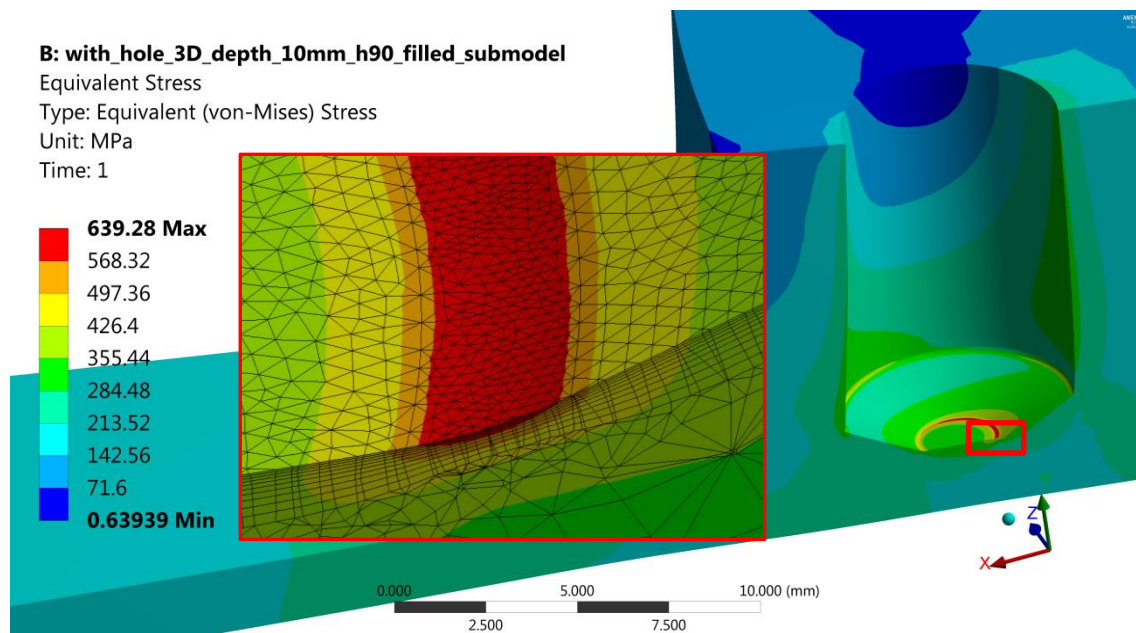 B: with_hole_3D_depth_10mm_h90_filled_submodel
Equivalent Stress
Type: Equivalent (von-Mises) Stress
Unit: MPa
Time: 1
639.28 Max
568.32
497.36
426.4
355.44
284.48
213.52
142.56
71.6
0.63939 Min
Y
Z
X
0.000 5.000 10.000 (mm)
2.500 7.500